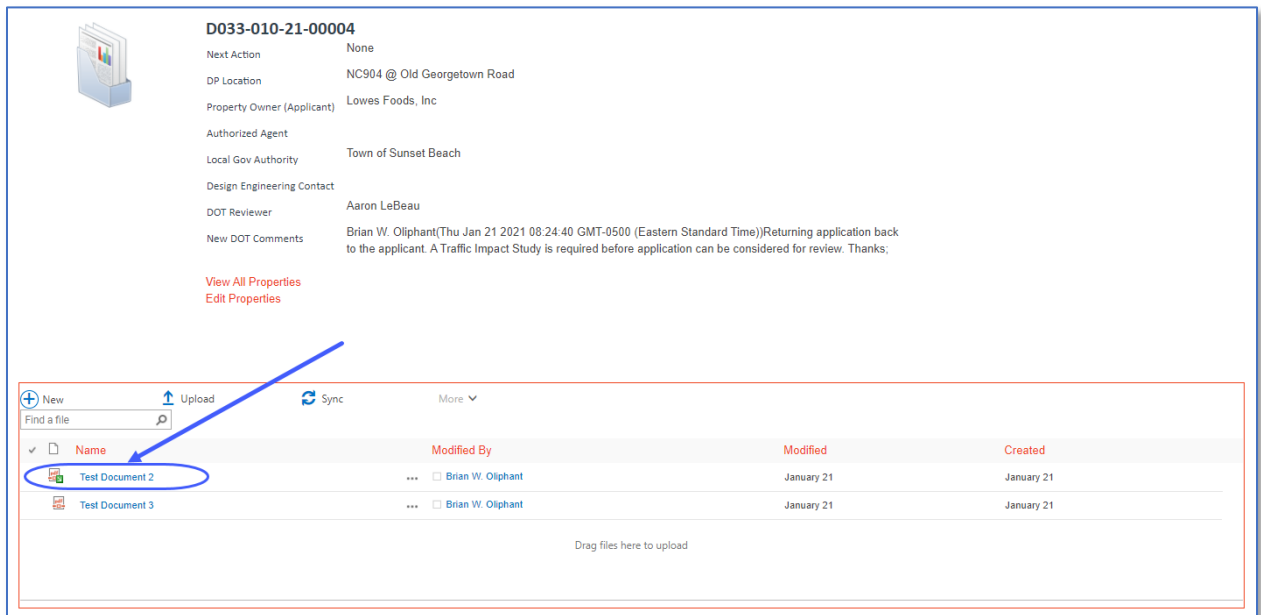 D033-010-21-00004
Next Action None
DP Location NC904 @ Old Georgetown Road
Property Owner (Applicant) Lowes Foods, Inc
Authorized Agent
Local Gov Authority Town of Sunset Beach
Design Engineering Contact
DOT Reviewer Aaron LeBeau
New DOT Comments Brian W. Oliphant(Thu Jan 21 2021 08:24:40 GMT-0500 (Eastern Standard Time))Returning application back
to the applicant. A Traffic Impact Study is required before application can be considered for review. Thanks;
View All Properties
Edit Properties
New Upload Sync More
Find a file
Name Modified By Modified Created
Test Document 2 ... Brian W. Oliphant January 21 January 21
Test Document 3 ... Brian W. Oliphant January 21 January 21
Drag files here to upload